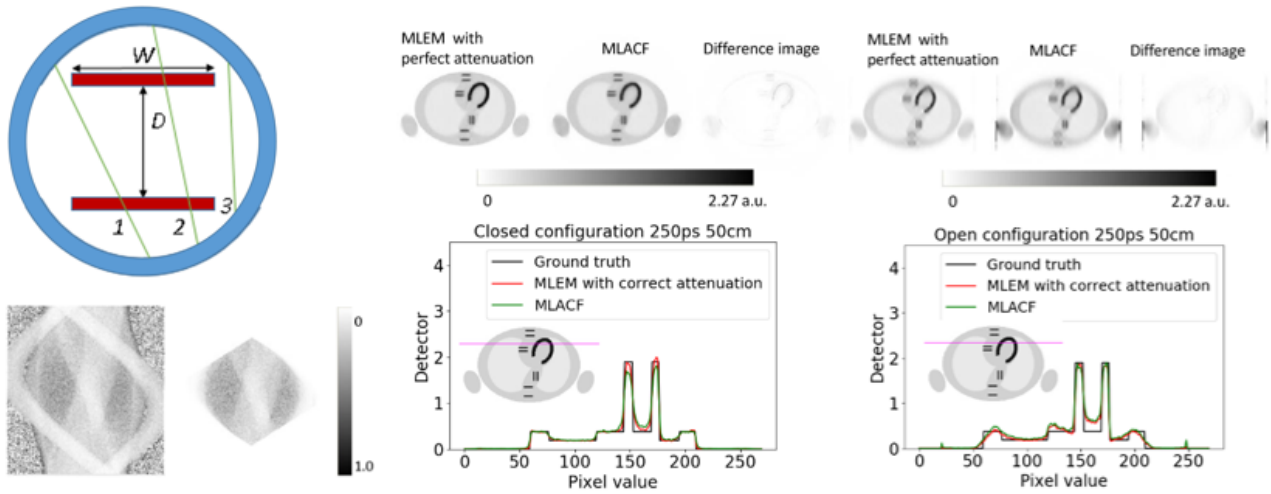 W
D
1
2
3
0
1.0
MLEM with
perfect attenuation
MLACF
Difference image
0
2.27 a.u.
MLEM with
perfect attenuation
MLACF
Difference image
0
2.27 a.u.
Closed configuration 250ps 50cm
Ground truth
MLEM with correct attenuation
MLACF
Detector
4
3
2
1
0
0 50 100 150 200 250
Pixel value
Open configuration 250ps 50cm
Ground truth
MLEM with correct attenuation
MLACF
Detector
4
3
2
1
0
0 50 100 150 200 250
Pixel value